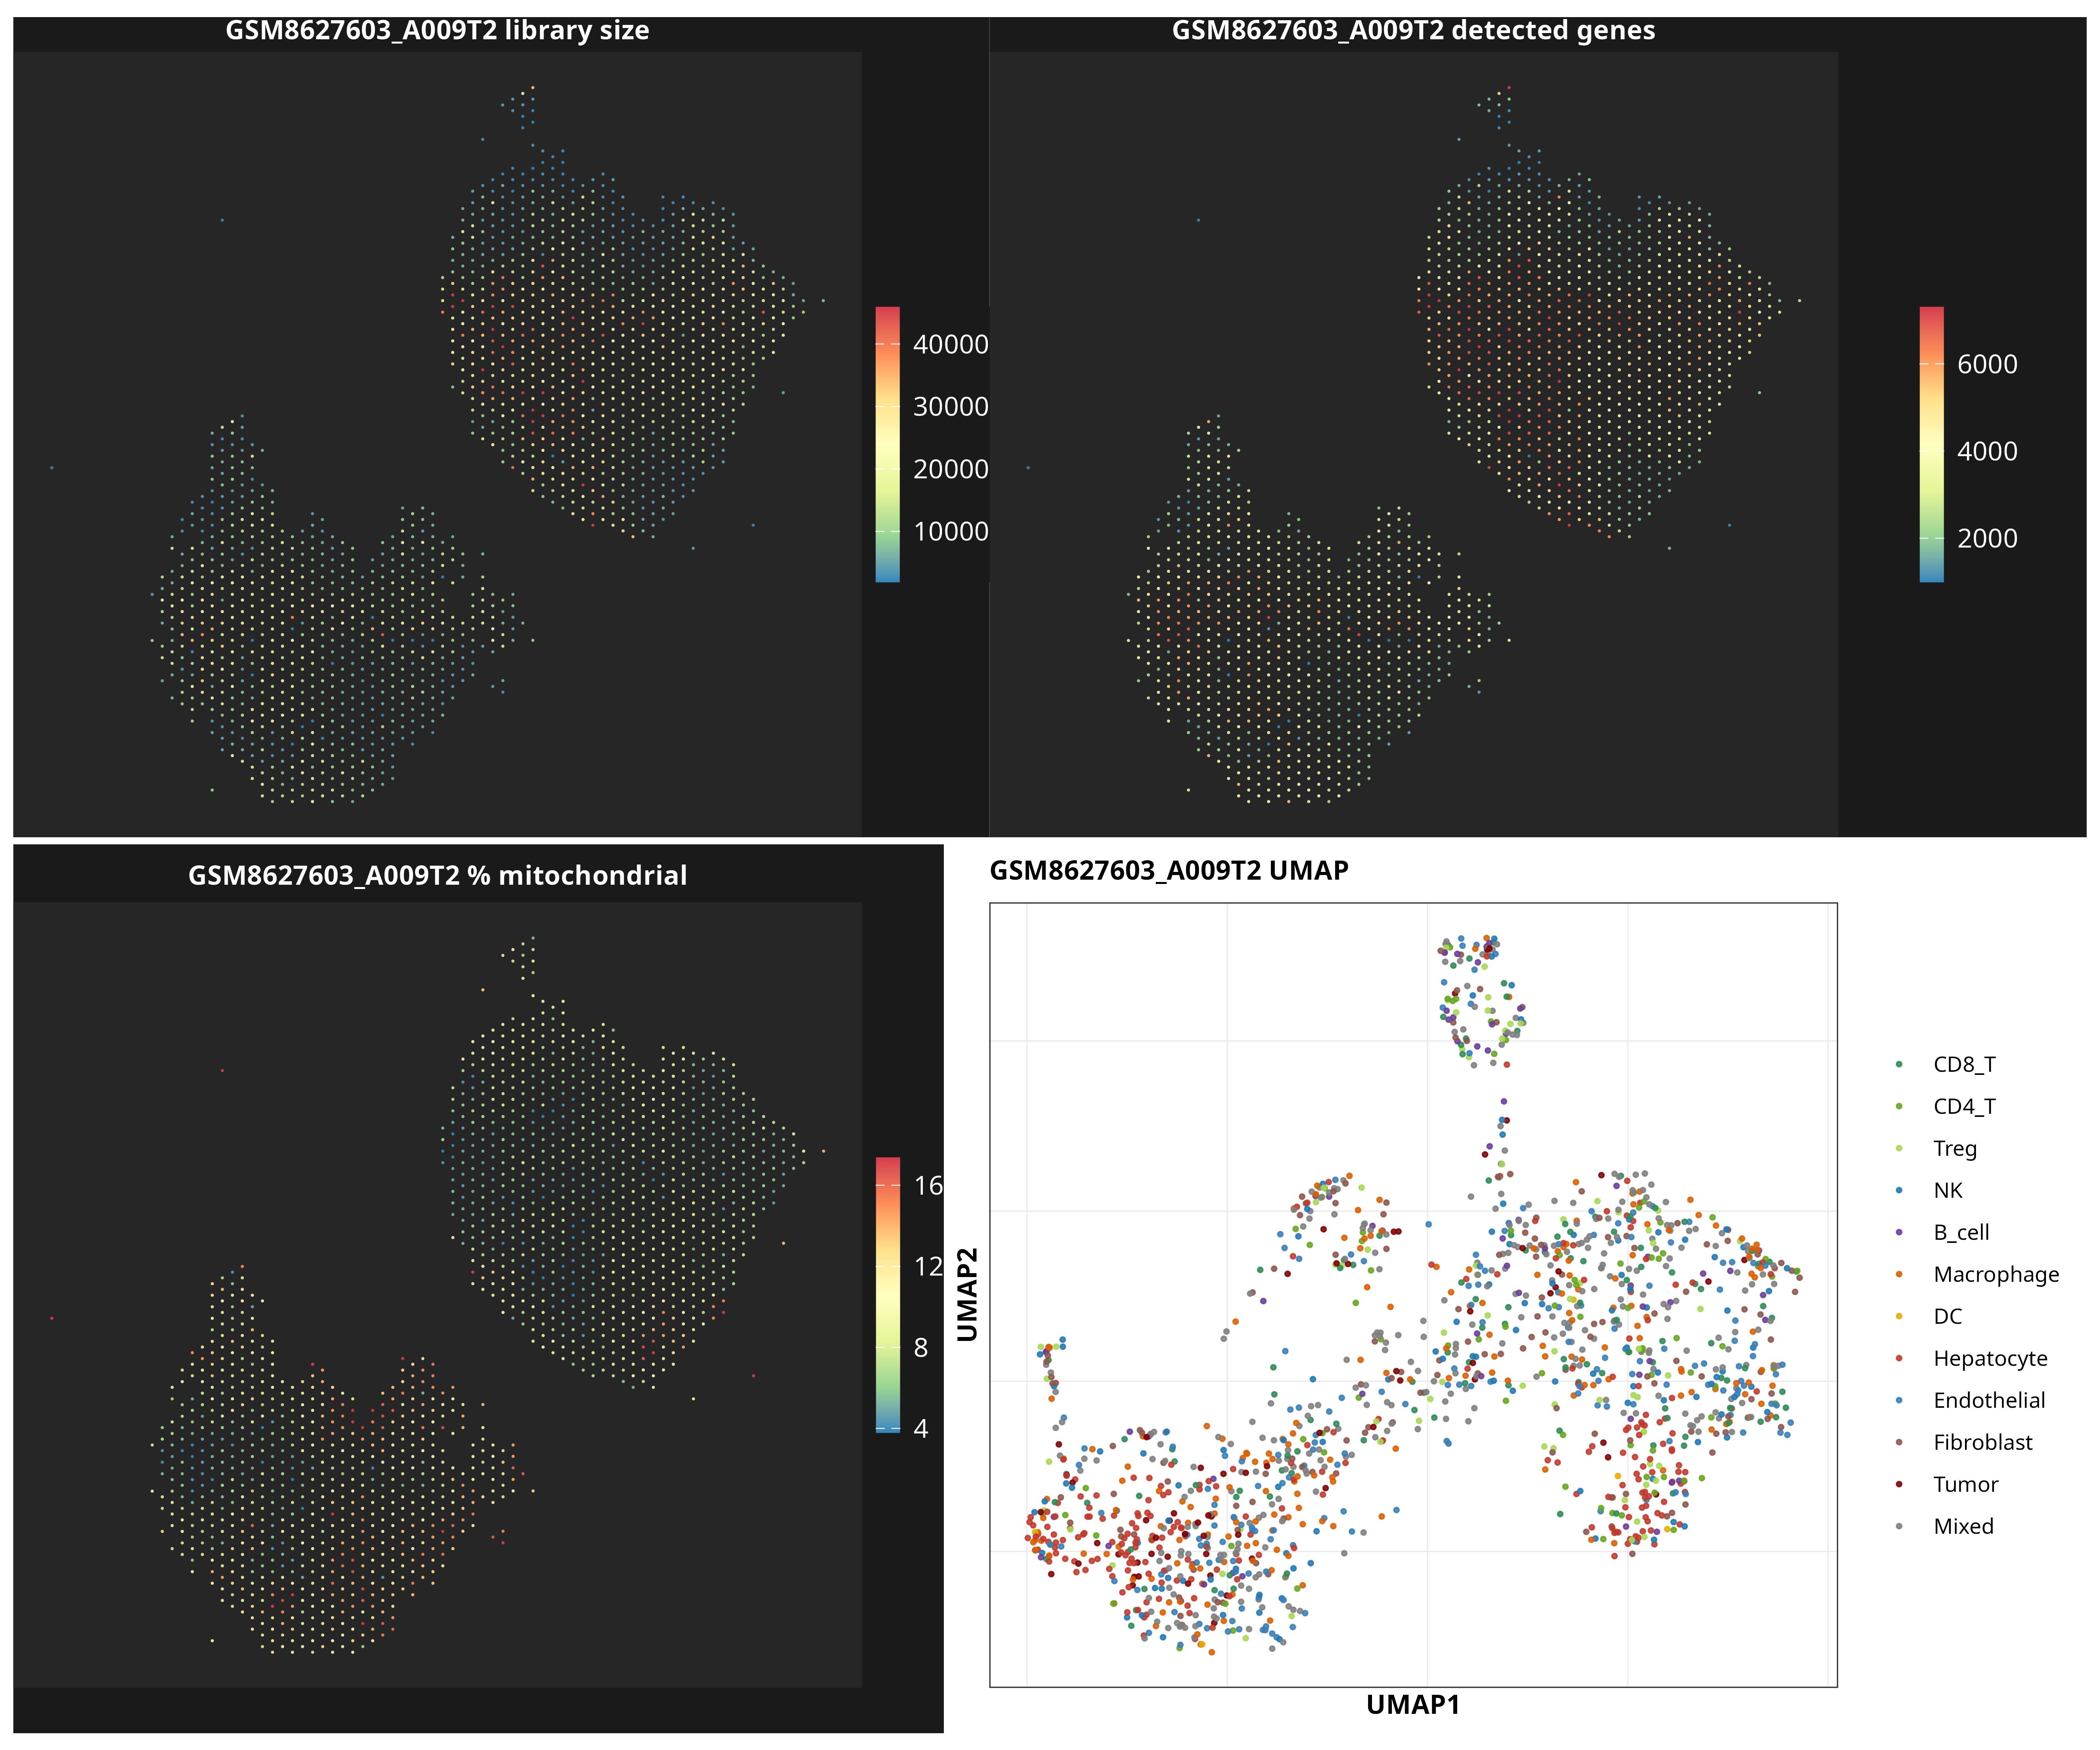 GSM8627603_A009T2 library size
40000
30000
20000
10000
GSM8627603_A009T2 detected genes
6000
4000
2000
GSM8627603_A009T2 % mitochondrial
16
12
8
4
GSM8627603_A009T2 UMAP
UMAP2
UMAP1
CD8_T
CD4_T
Treg
NK
B_cell
Macrophage
DC
Hepatocyte
Endothelial
Fibroblast
Tumor
Mixed